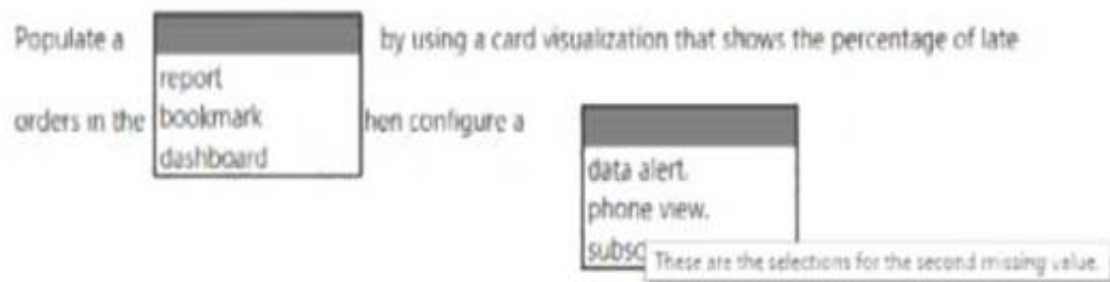 Populate a by using a card visualization that shows the percentage of late
report
orders in the bookmark hen configure a
dashboard
data alert.
phone view.
subsc
These are the selections for the second missing value.